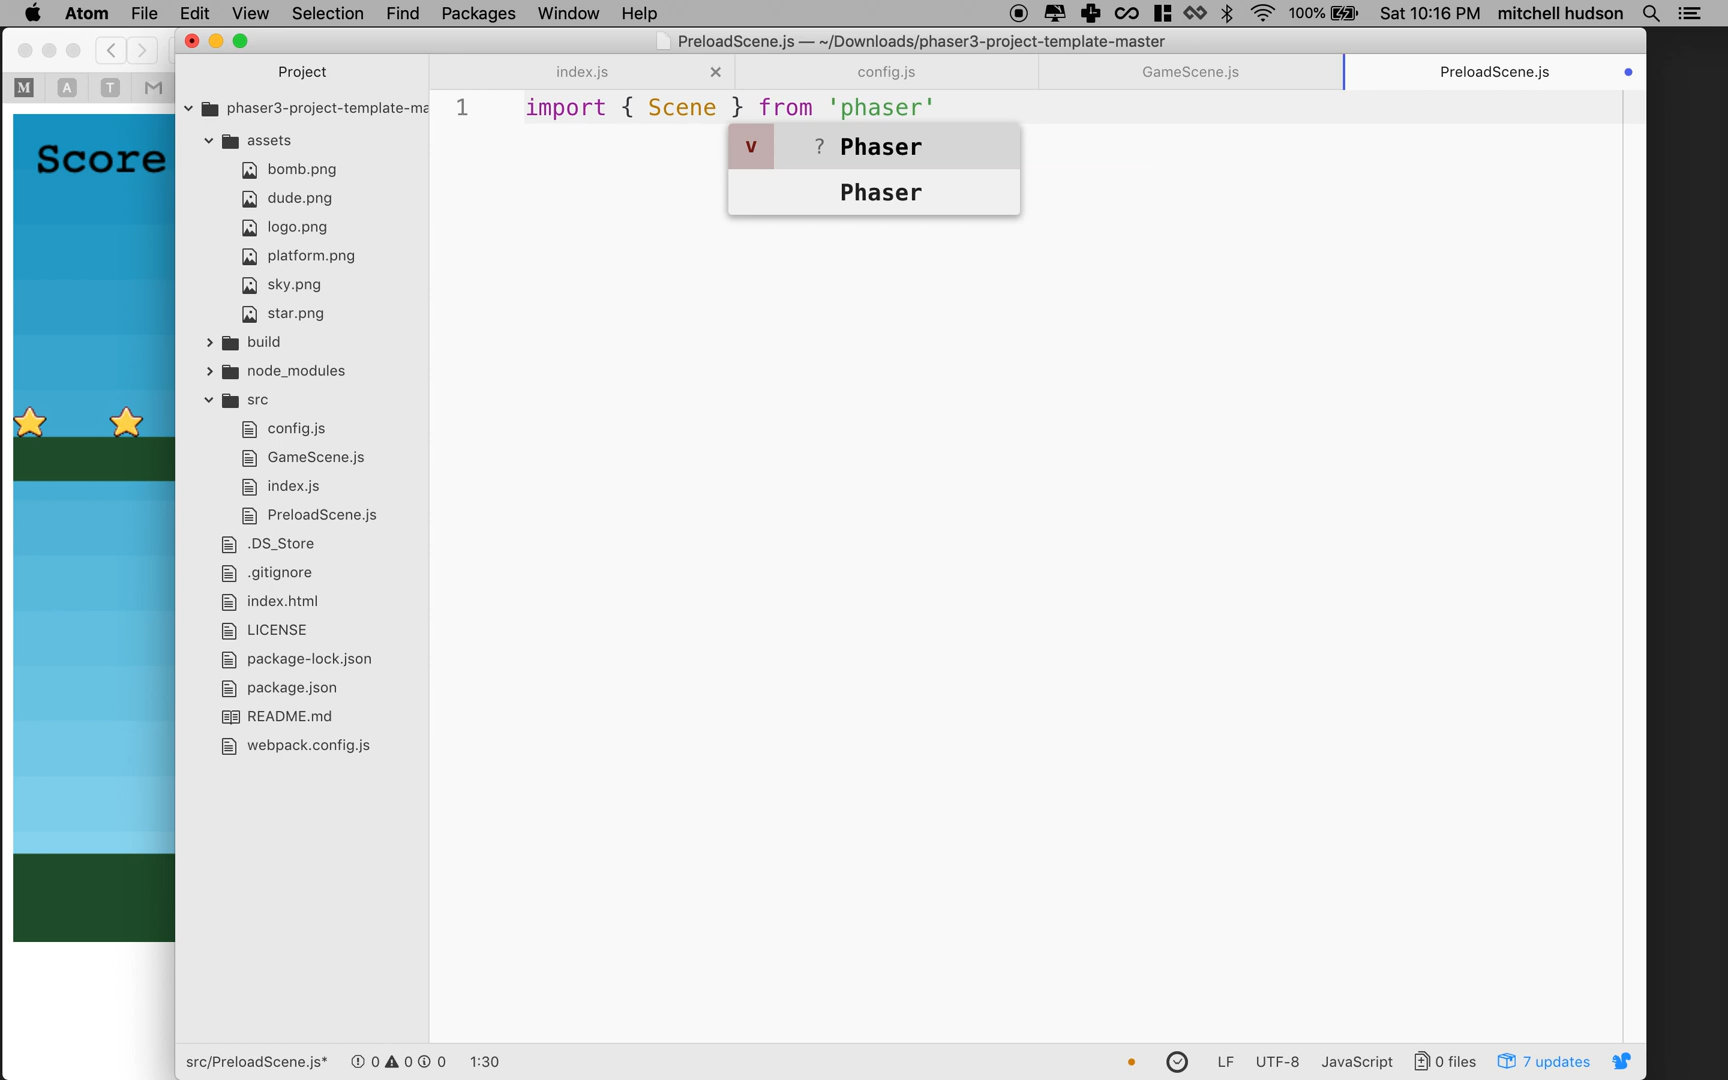 Atom File Edit View Selection Find Packages Window Help 100% Sat 10:16 PM mitchell hudson
PreloadScene.js — ~/Downloads/phaser3-project-template-master
M A T M
Project
index.js
config.js
GameScene.js
PreloadScene.js
Score
phaser3-project-template-ma
assets
bomb.png
dude.png
logo.png
platform.png
sky.png
star.png
build
node_modules
src
config.js
GameScene.js
index.js
PreloadScene.js
.DS_Store
.gitignore
index.html
LICENSE
package-lock.json
package.json
README.md
webpack.config.js
1 import { Scene } from 'phaser'
v ? Phaser
Phaser
src/PreloadScene.js* 0 0 0 1:30 LF UTF-8 JavaScript 0 files 7 updates